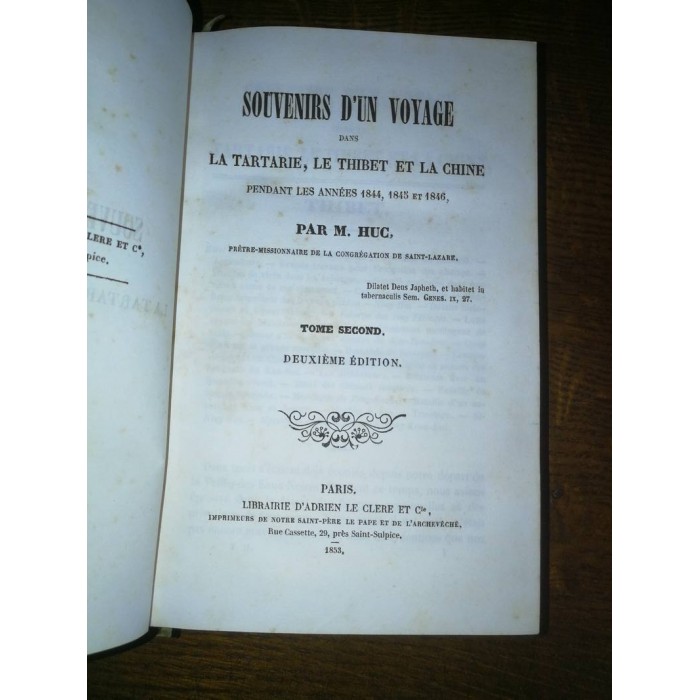 SOUVENIRS D'UN VOYAGE
DANS
LA TARTARIE, LE THIBET ET LA CHINE
PENDANT LES ANNÉES 1844, 1845 ET 1846,
PAR M. HUC,
PRÊTRE-MISSIONNAIRE DE LA CONGRÉGATION DE SAINT-LAZARE.
Dilatet Deus Japheth, et habitet in
tabernaculis Sem. GENES. IX, 27.
TOME SECOND.
DEUXIÈME ÉDITION.
PARIS.
LIBRAIRIE D'ADRIEN LE CLERE ET Cie,
IMPRIMEURS DE NOTRE SAINT-PÈRE LE PAPE ET DE L'ARCHEVÊCHÉ,
Rue Cassette, 29, près Saint-Sulpice.
1853.
CLERE ET Ce,
pice.